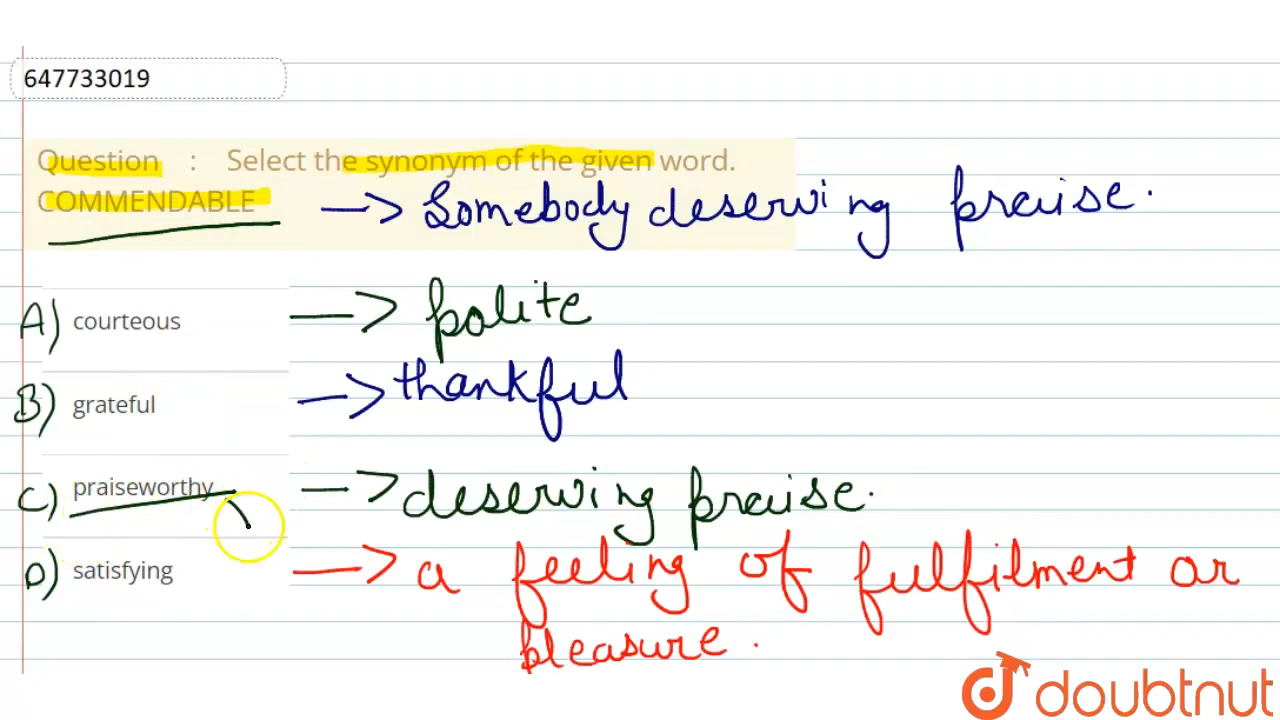 647733019
Question : Select the synonym of the given word.
COMMENDABLE → Somebody deserving praise.
A) courteous → polite
B) grateful → thankful
C) praiseworthy → deserving praise.
D) satisfying → a feeling of fulfilment or
pleasure.
doubtnut